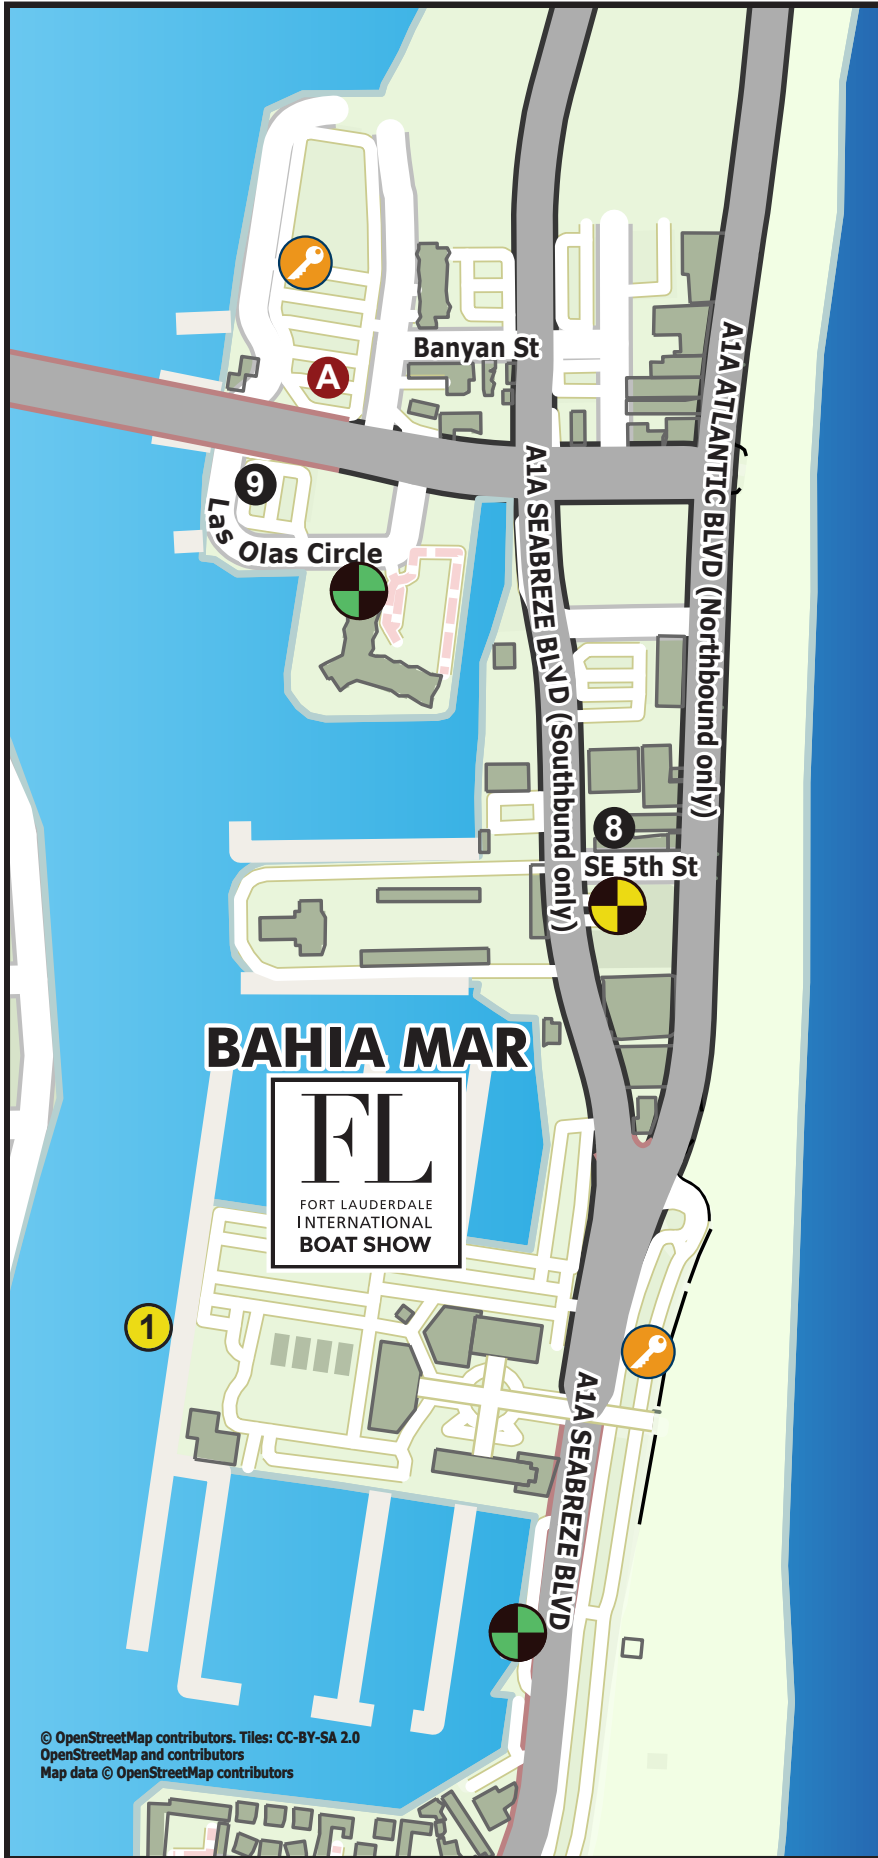 Banyan St
A
A1A ATLANTIC BLVD (Northbound only)
A1A SEABREZE BLVD (Southbund only)
9
Las Olas Circle
8
SE 5th St
BAHIA MAR
FL
FORT LAUDERDALE
INTERNATIONAL
BOAT SHOW
1
A1A SEABREZE BLVD
© OpenStreetMap contributors. Tiles: CC-BY-SA 2.0
OpenStreetMap and contributors
Map data © OpenStreetMap contributors